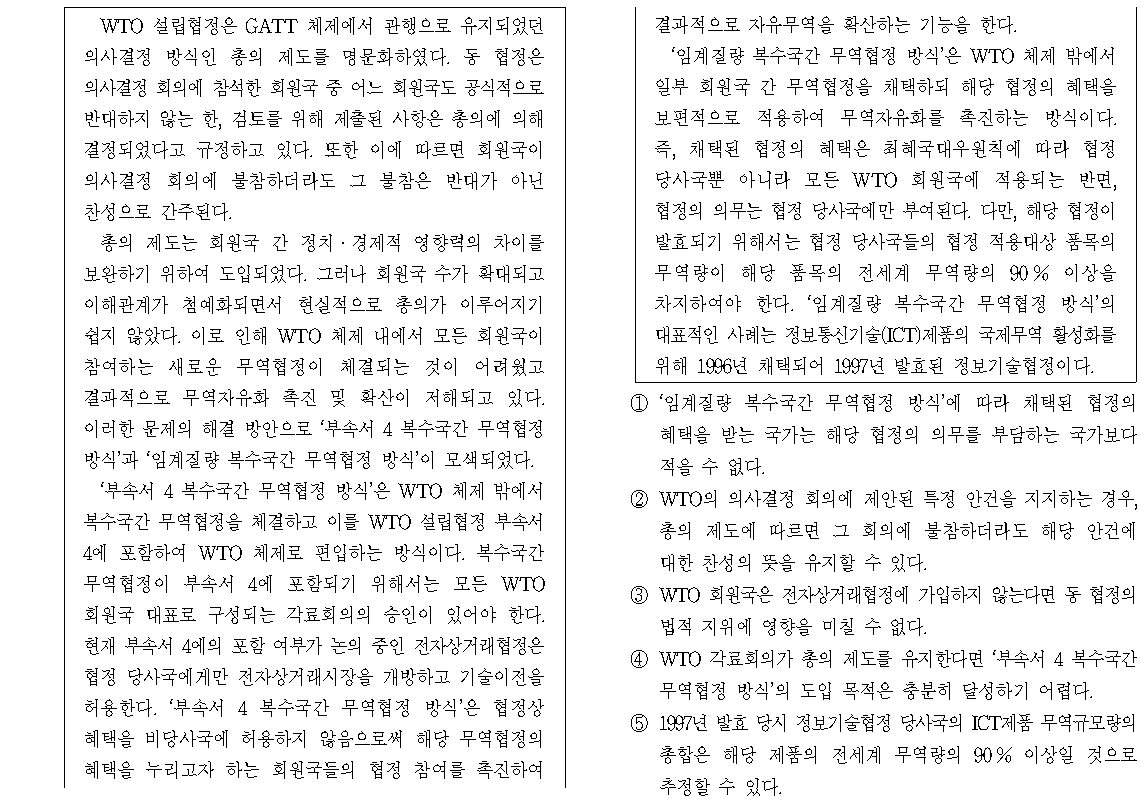 WTO 설립협정은 GATT 체제에서 관행으로 유지되었던
의사결정 방식인 총의 제도를 명문화하였다. 동 협정은
의사결정 회의에 참석한 회원국 중 어느 회원국도 공식적으로
반대하지 않는 한, 검토를 위해 제출된 사항은 총의에 의해
결정되었다고 규정하고 있다. 또한 이에 따르면 회원국이
의사결정 회의에 불참하더라도 그 불참은 반대가 아닌
찬성으로 간주된다.
총의 제도는 회원국 간 정치·경제적 영향력의 차이를
보완하기 위하여 도입되었다. 그러나 회원국 수가 확대되고
이해관계가 첨예화되면서 현실적으로 총의가 이루어지기
쉽지 않았다. 이로 인해 WTO 체제 내에서 모든 회원국이
참여하는 새로운 무역협정이 체결되는 것이 어려웠고
결과적으로 무역자유화 촉진 및 확산이 저해되고 있다.
이러한 문제의 해결 방안으로 ‘부속서 4 복수국간 무역협정
방식’과 ‘임계질량 복수국간 무역협정 방식’이 모색되었다.
‘부속서 4 복수국간 무역협정 방식’은 WTO 체제 밖에서
복수국간 무역협정을 체결하고 이를 WTO 설립협정 부속서
4에 포함하여 WTO 체제로 편입하는 방식이다. 복수국간
무역협정이 부속서 4에 포함되기 위해서는 모든 WTO
회원국 대표로 구성되는 각료회의의 승인이 있어야 한다.
현재 부속서 4에의 포함 여부가 논의 중인 전자상거래협정은
협정 당사국에게만 전자상거래시장을 개방하고 기술이전을
허용한다. ‘부속서 4 복수국간 무역협정 방식’은 협정상
혜택을 비당사국에 허용하지 않음으로써 해당 무역협정의
혜택을 누리고자 하는 회원국들의 협정 참여를 촉진하여
결과적으로 자유무역을 확산하는 기능을 한다.
‘임계질량 복수국간 무역협정 방식’은 WTO 체제 밖에서
일부 회원국 간 무역협정을 채택하되 해당 협정의 혜택을
보편적으로 적용하여 무역자유화를 촉진하는 방식이다.
즉, 채택된 협정의 혜택은 최혜국대우원칙에 따라 협정
당사국뿐 아니라 모든 WTO 회원국에 적용되는 반면,
협정의 의무는 협정 당사국에만 부여된다. 다만, 해당 협정이
발효되기 위해서는 협정 당사국들의 협정 적용대상 품목의
무역량이 해당 품목의 전세계 무역량의 90% 이상을
차지하여야 한다. ‘임계질량 복수국간 무역협정 방식’의
대표적인 사례는 정보통신기술(ICT)제품의 국제무역 활성화를
위해 1996년 채택되어 1997년 발효된 정보기술협정이다.
① ‘임계질량 복수국간 무역협정 방식’에 따라 채택된 협정의
혜택을 받는 국가는 해당 협정의 의무를 부담하는 국가보다
적을 수 없다.
② WTO의 의사결정 회의에 제안된 특정 안건을 지지하는 경우,
총의 제도에 따르면 그 회의에 불참하더라도 해당 안건에
대한 찬성의 뜻을 유지할 수 있다.
③ WTO 회원국은 전자상거래협정에 가입하지 않는다면 동 협정의
법적 지위에 영향을 미칠 수 없다.
④ WTO 각료회의가 총의 제도를 유지한다면 ‘부속서 4 복수국간
무역협정 방식’의 도입 목적은 충분히 달성하기 어렵다.
⑤ 1997년 발효 당시 정보기술협정 당사국의 ICT제품 무역규모량의
총합은 해당 제품의 전세계 무역량의 90% 이상일 것으로
추정할 수 있다.